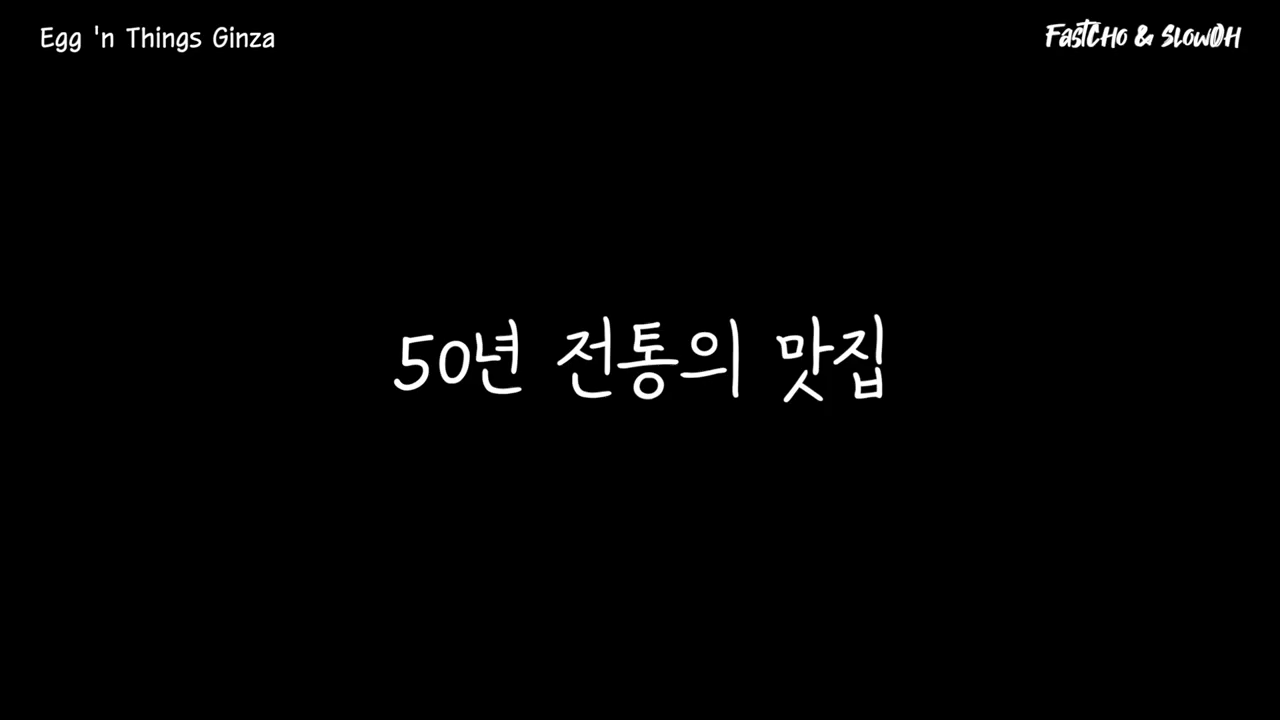 Egg 'n Things Ginza
FastCho & SlowOH
50년 전통의 맛집